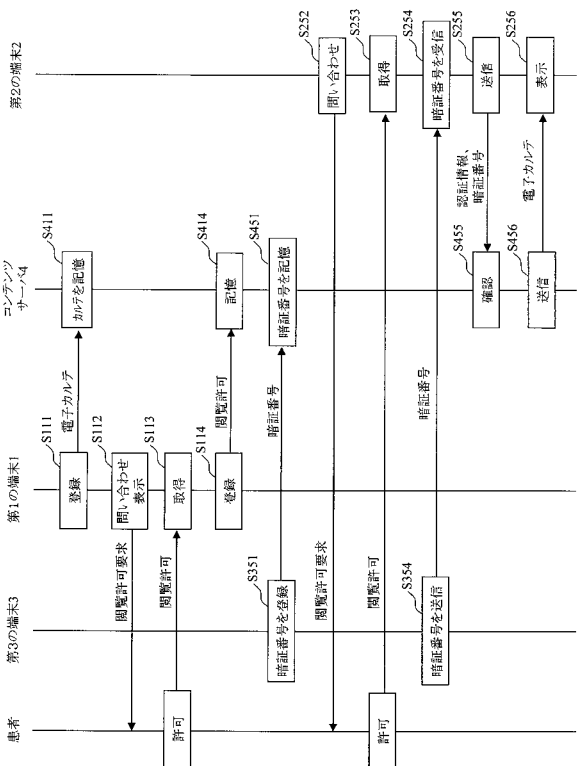 患者
第3の端末3
第1の端末1
コンテンツ
サーバ4
第2の端末2
S111
登録
電子カルテ
S411
カルテを記憶
S112
問い合わせ
表示
閲覧許可要求
許可
閲覧許可
S113
取得
S114
登録
閲覧許可
S414
記憶
S351
暗証番号を登録
暗証番号
S451
暗証番号を記憶
S252
問い合わせ
閲覧許可要求
許可
閲覧許可
S253
取得
S354
暗証番号を送信
暗証番号
S254
暗証番号を受信
S255
送信
認証情報、
暗証番号
S455
確認
S456
送信
電子カルテ
S256
表示